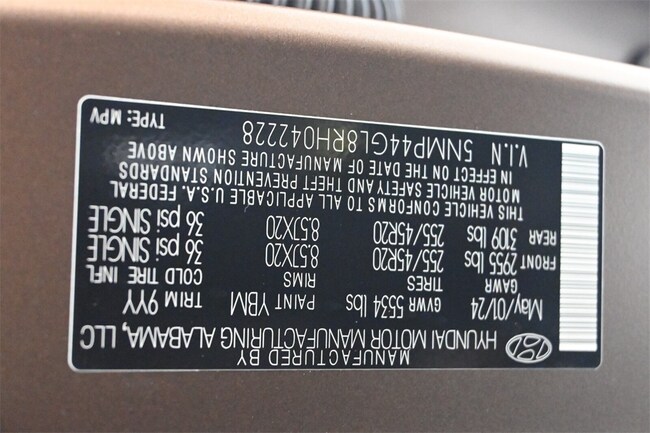 MANUFACTURED BY
HYUNDAI MOTOR MANUFACTURING ALABAMA, LLC
May/01/24 GVWR 5534 lbs PAINT YBM TRIM 9YY
GAWR TIRES RIMS COLD TIRE INFL
FRONT 2955 lbs 255/45R20 8.5JX20 36 psi SINGLE
REAR 3109 lbs 255/45R20 8.5JX20 36 psi SINGLE
THIS VEHICLE CONFORMS TO ALL APPLICABLE U.S.A. FEDERAL
MOTOR VEHICLE SAFETY AND THEFT PREVENTION STANDARDS
IN EFFECT ON THE DATE OF MANUFACTURE SHOWN ABOVE
V.I.N 5NMP44GL8RH042228 TYPE: MPV